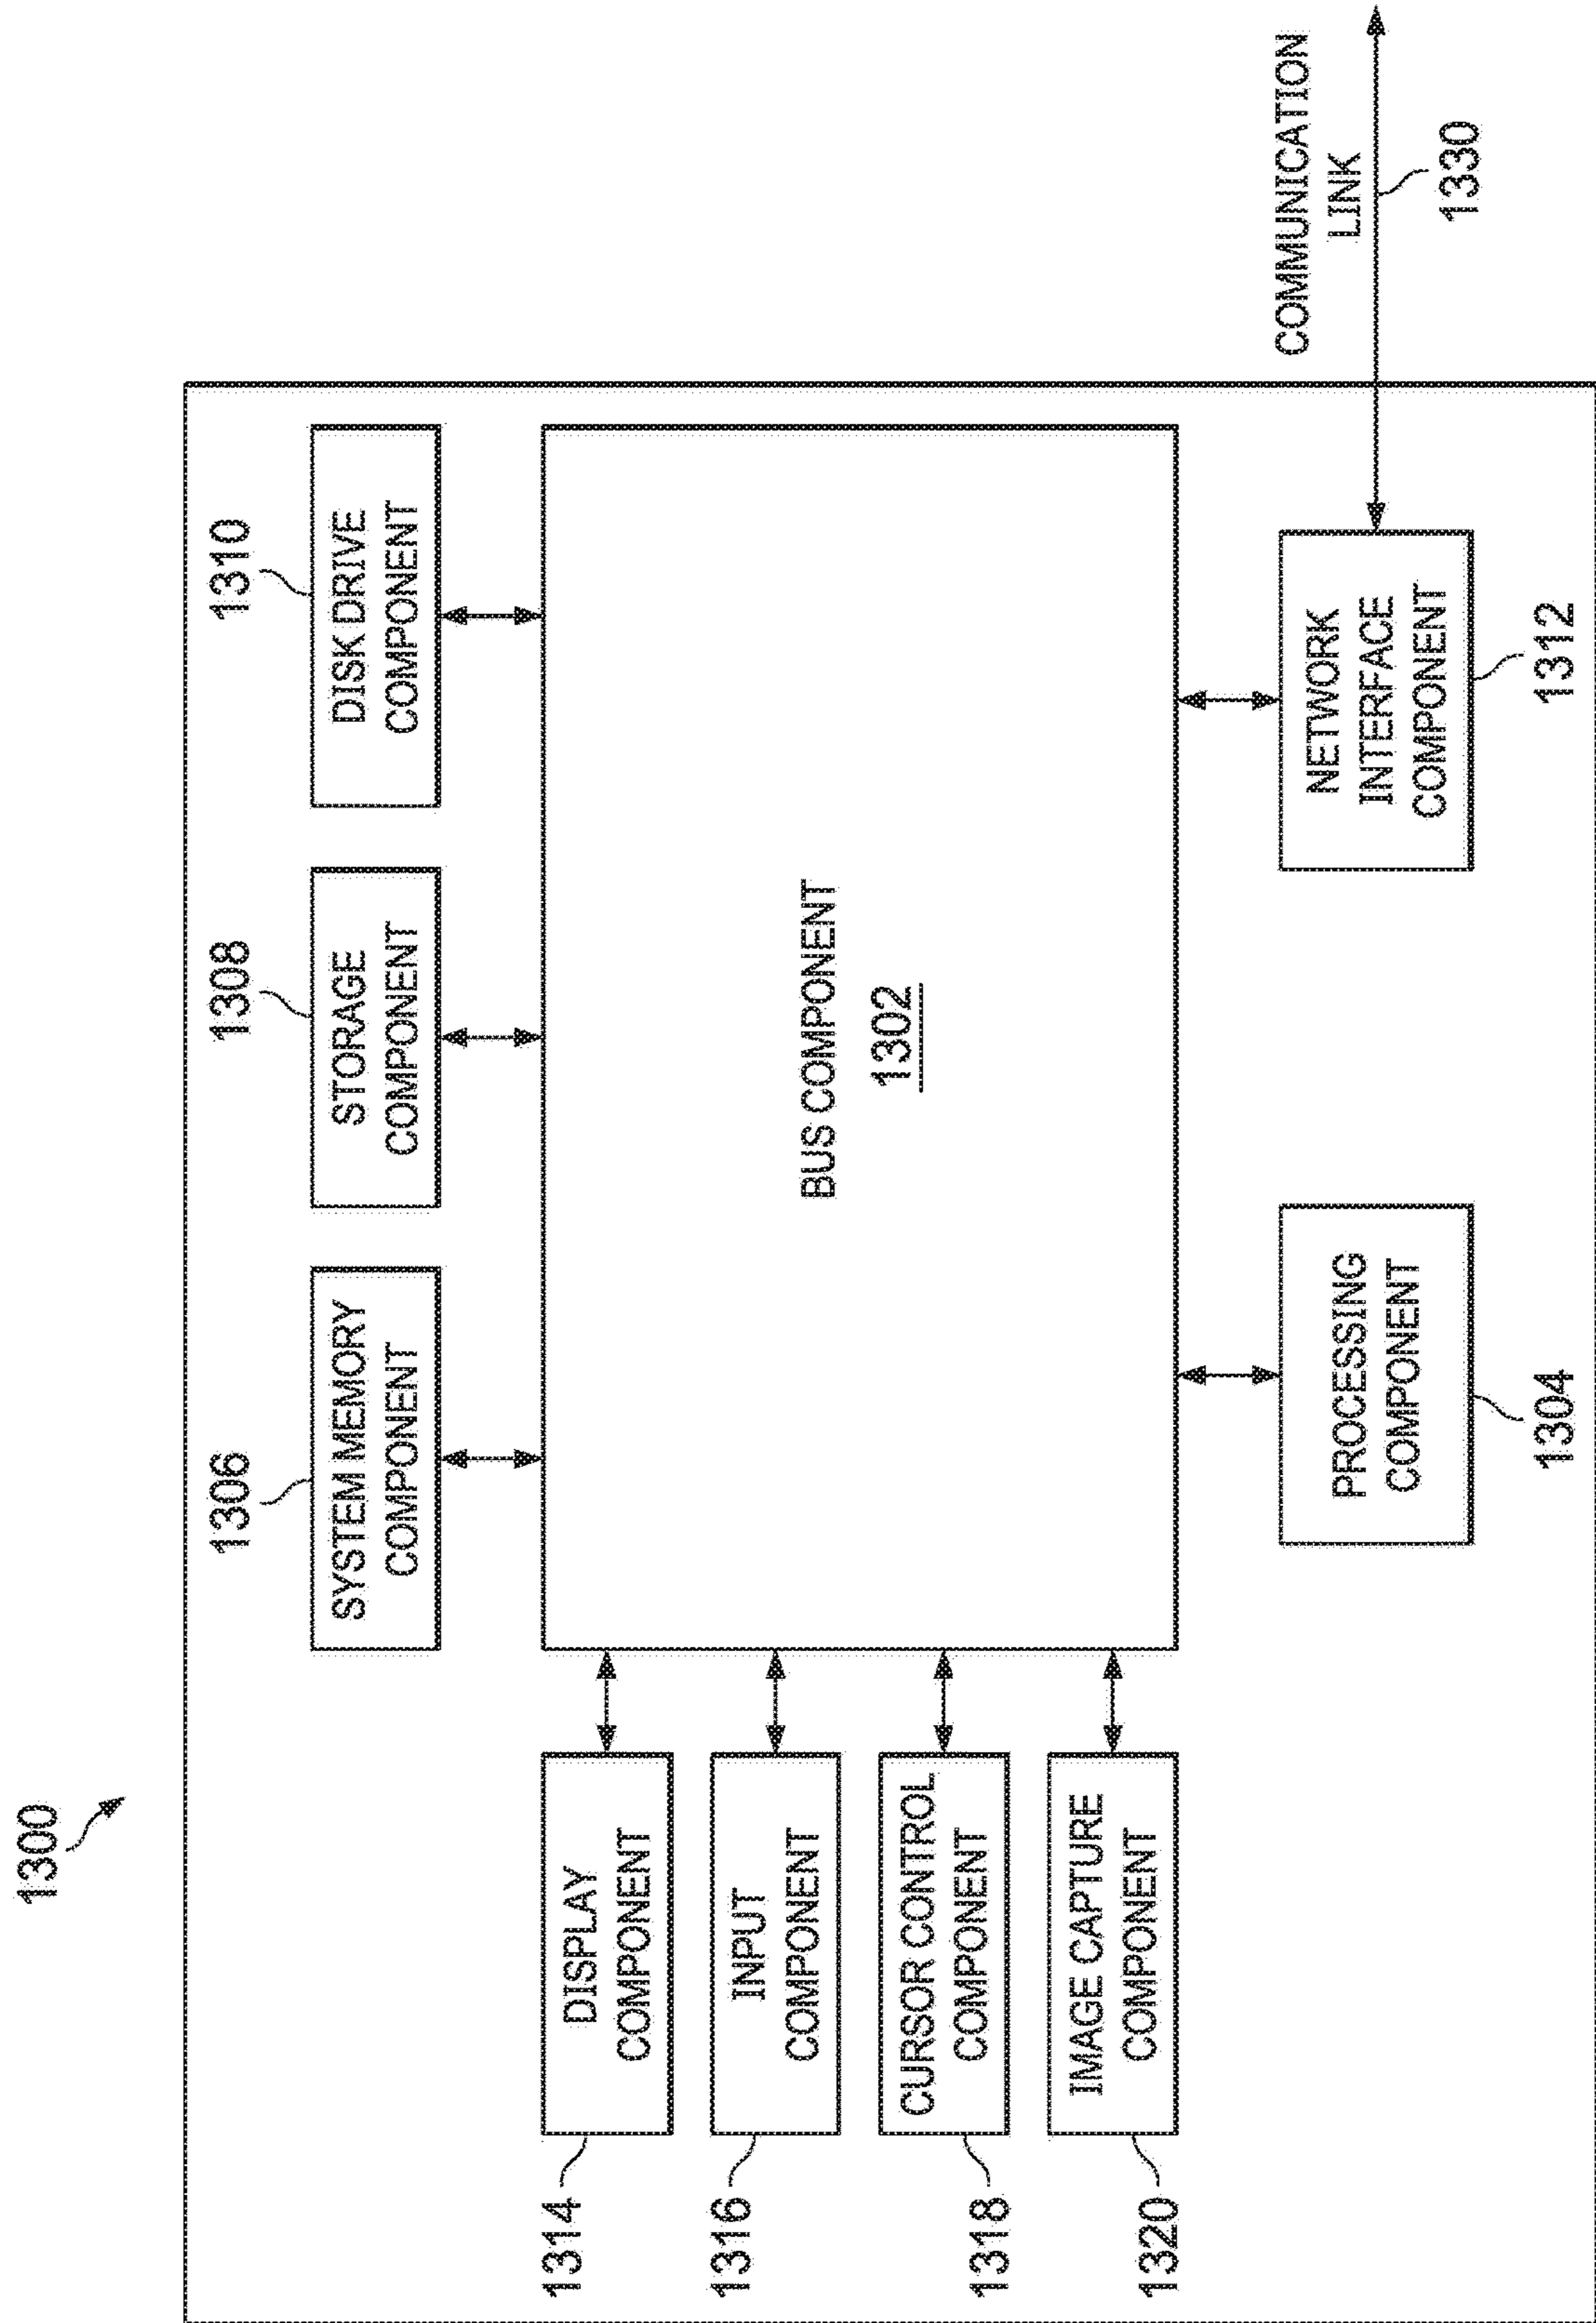 1300
1306
SYSTEM MEMORY
COMPONENT
1308
STORAGE
COMPONENT
1310
DISK DRIVE
COMPONENT
1314
DISPLAY
COMPONENT
1316
INPUT
COMPONENT
1318
CURSOR CONTROL
COMPONENT
1320
IMAGE CAPTURE
COMPONENT
BUS COMPONENT
1302
PROCESSING
COMPONENT
1304
NETWORK
INTERFACE
COMPONENT
1312
COMMUNICATION
LINK
1330